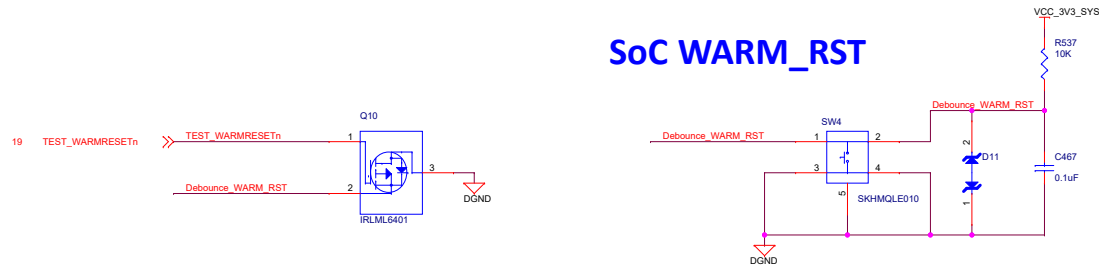 VCC_3V3_SYS
SoC WARM_RST
R537
10K
Debounce_WARM_RST
Q10
SW4
19 TEST_WARMRESETn
TEST_WARMRESETn
1
3
Debounce_WARM_RST
1
2
2
D11
C467
0.1uF
3
4
Debounce_WARM_RST
2
DGND
5
SKHMQLE010
1
IRLML6401
DGND